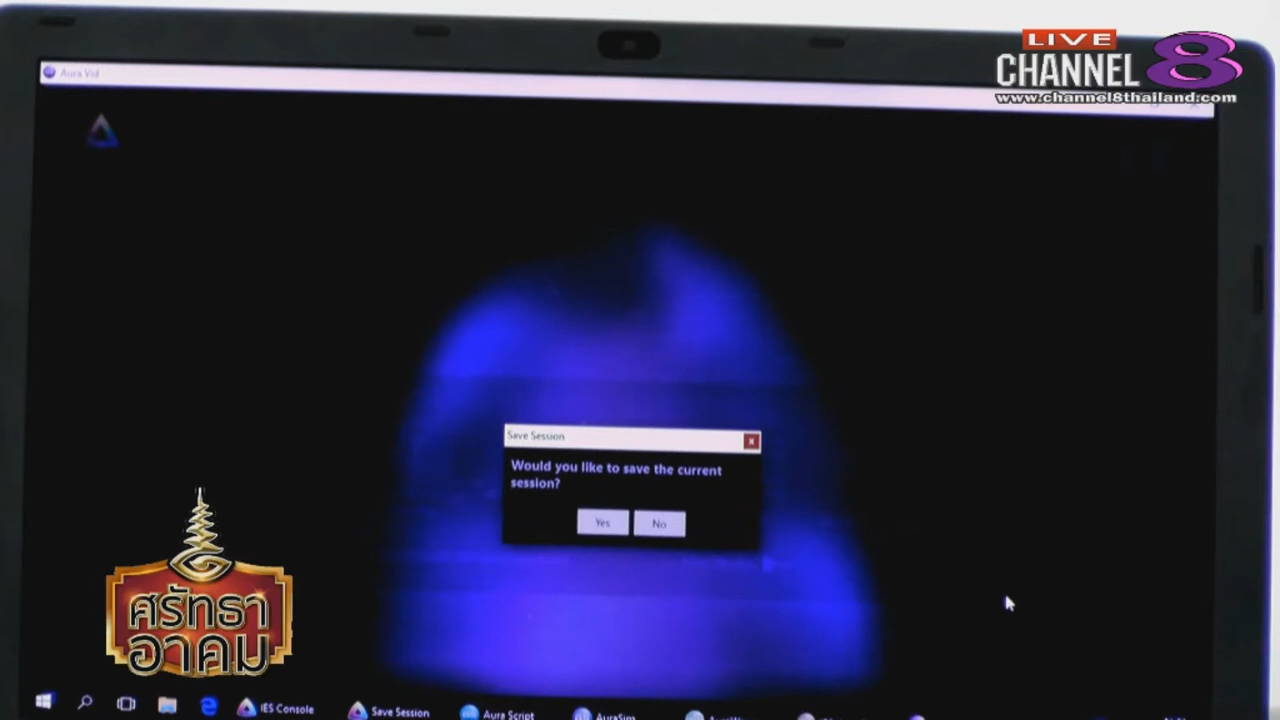 LIVE
CHANNEL 8
www.channel8thailand.com
Aura Vid
Save Session
Would you like to save the current
session?
Yes
No
ศรัทธา
อาคม
IES Console
Save Session
Aura Script
AuraSim